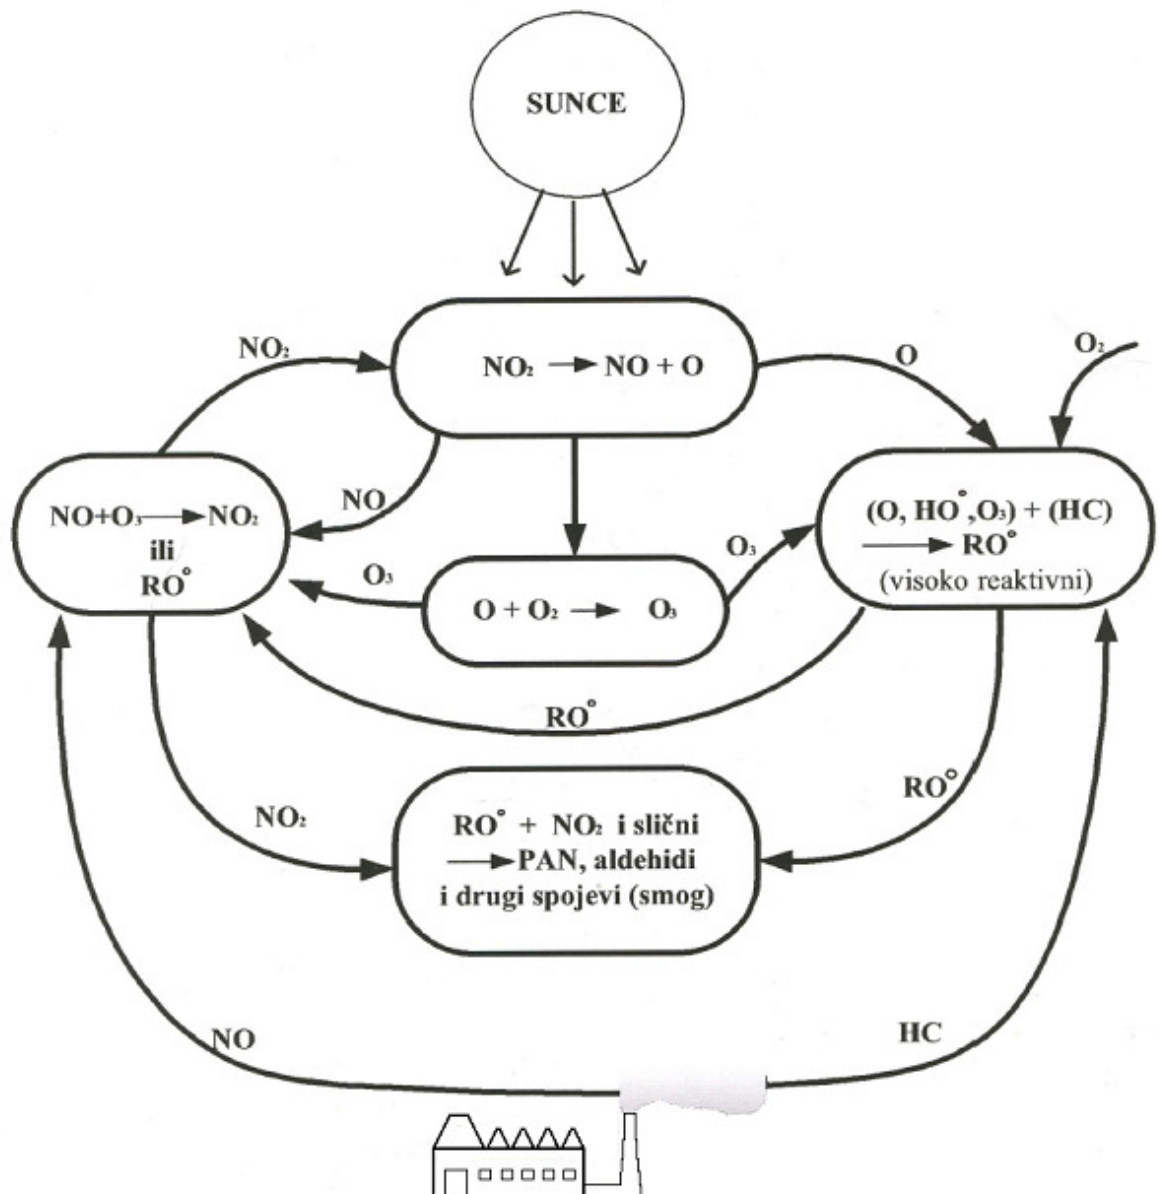 SUNCE
NO₂
NO₂ → NO + O
O
O₂
NO+O₃ → NO₂
ili
RO°
NO
O₃
O + O₂ → O₃
O₃
(O, HO°,O₃) + (HC)
→ RO°
(visoko reaktivni)
RO°
NO₂
RO° + NO₂ i slični
→ PAN, aldehidi
i drugi spojevi (smog)
RO°
NO
HC